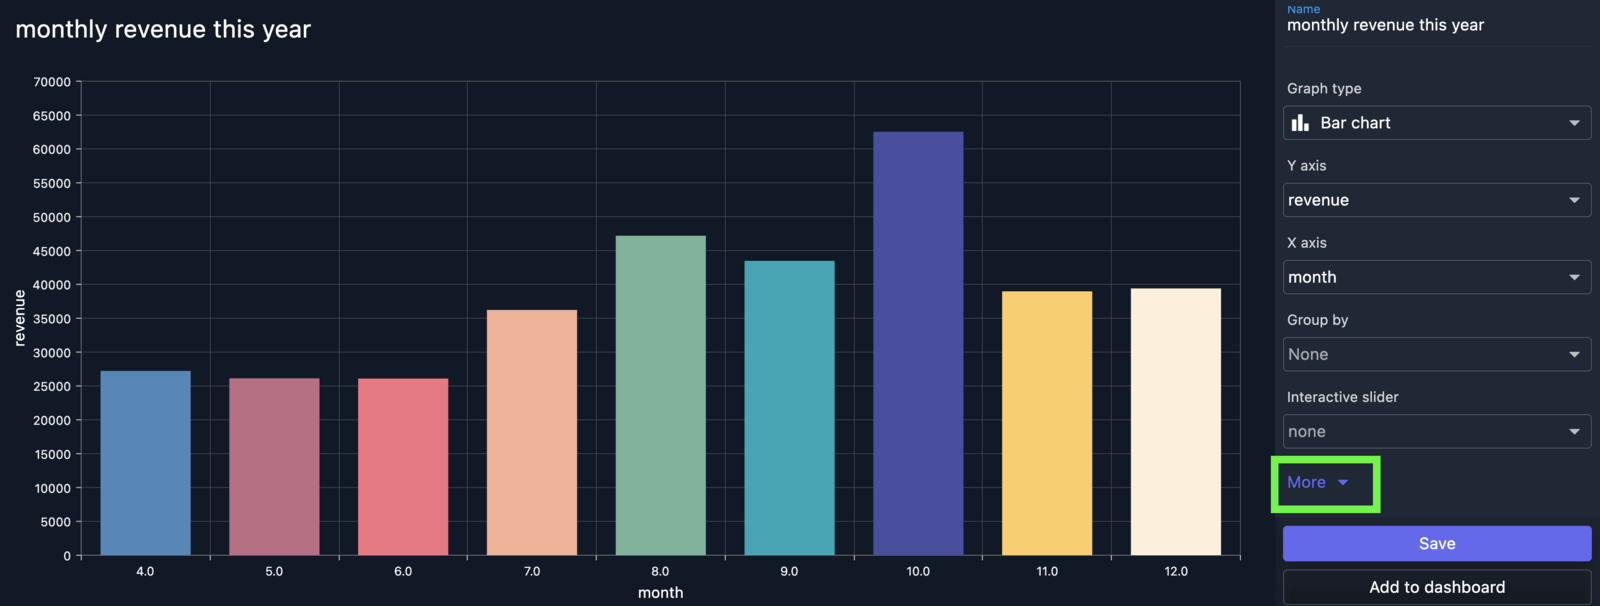 monthly revenue this year
70000
65000
60000
55000
50000
45000
40000
35000
30000
25000
20000
15000
10000
5000
0
revenue
4.0 5.0 6.0 7.0 8.0 9.0 10.0 11.0 12.0
month
Name
monthly revenue this year
Graph type
Bar chart
Y axis
revenue
X axis
month
Group by
None
Interactive slider
none
More
Save
Add to dashboard